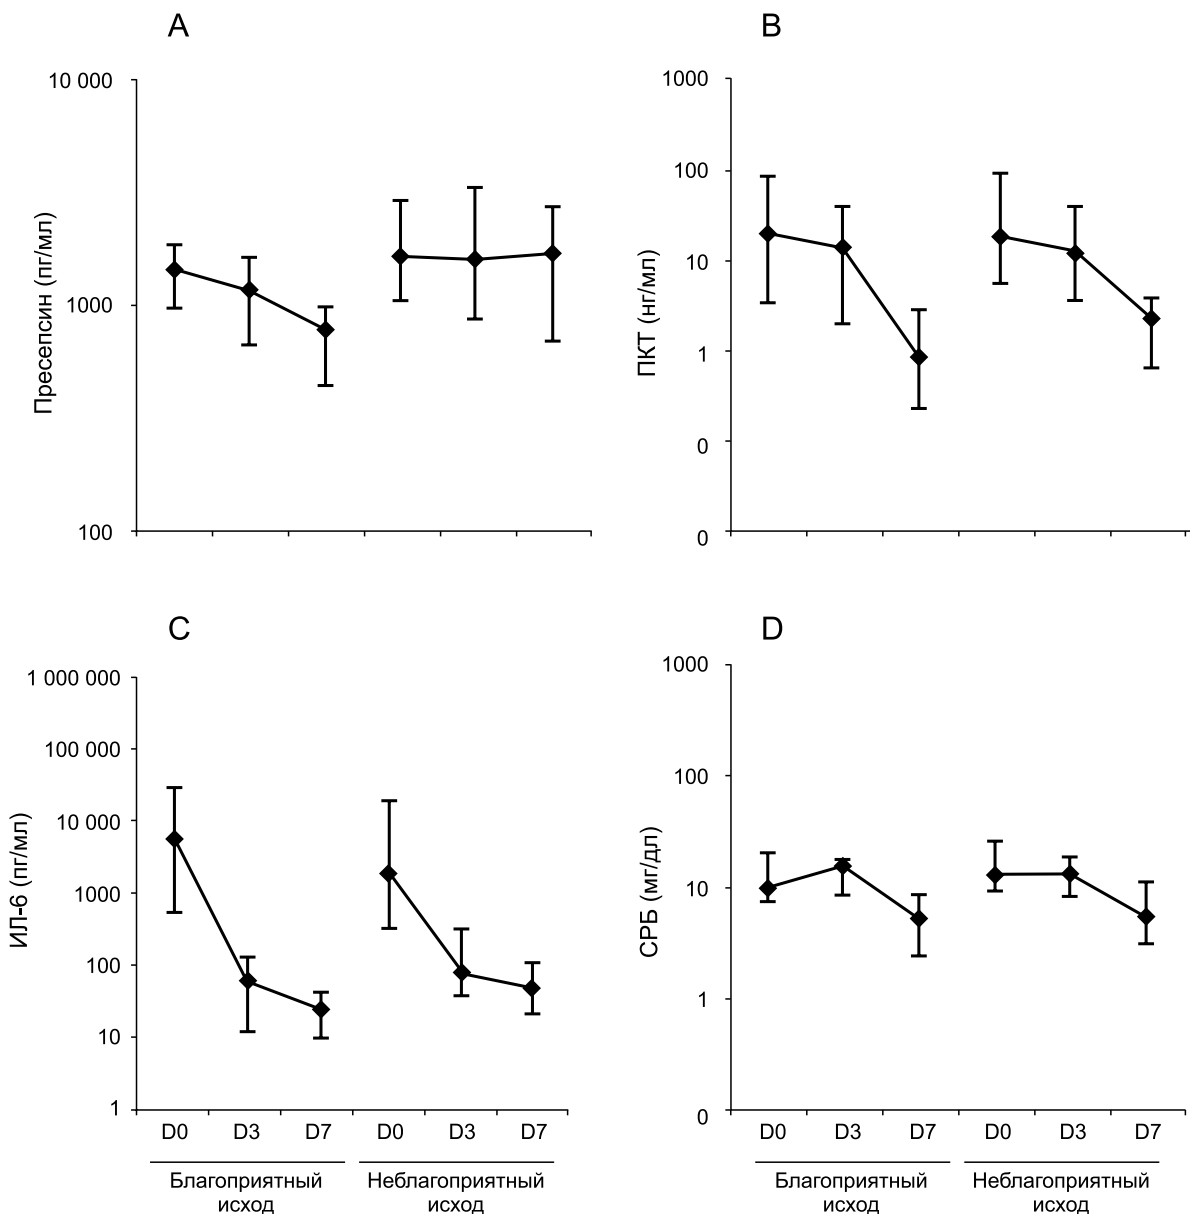 A
10 000
1000
100
Пресепсин (пг/мл)
B
1000
100
10
1
0
0
ПКТ (нг/мл)
C
1 000 000
100 000
10 000
1000
100
10
1
ИЛ-6 (пг/мл)
D0 D3 D7 D0 D3 D7
Благоприятный
исход
Неблагоприятный
исход
D
1000
100
10
1
0
СРБ (мг/дл)
D0 D3 D7 D0 D3 D7
Благоприятный
исход
Неблагоприятный
исход